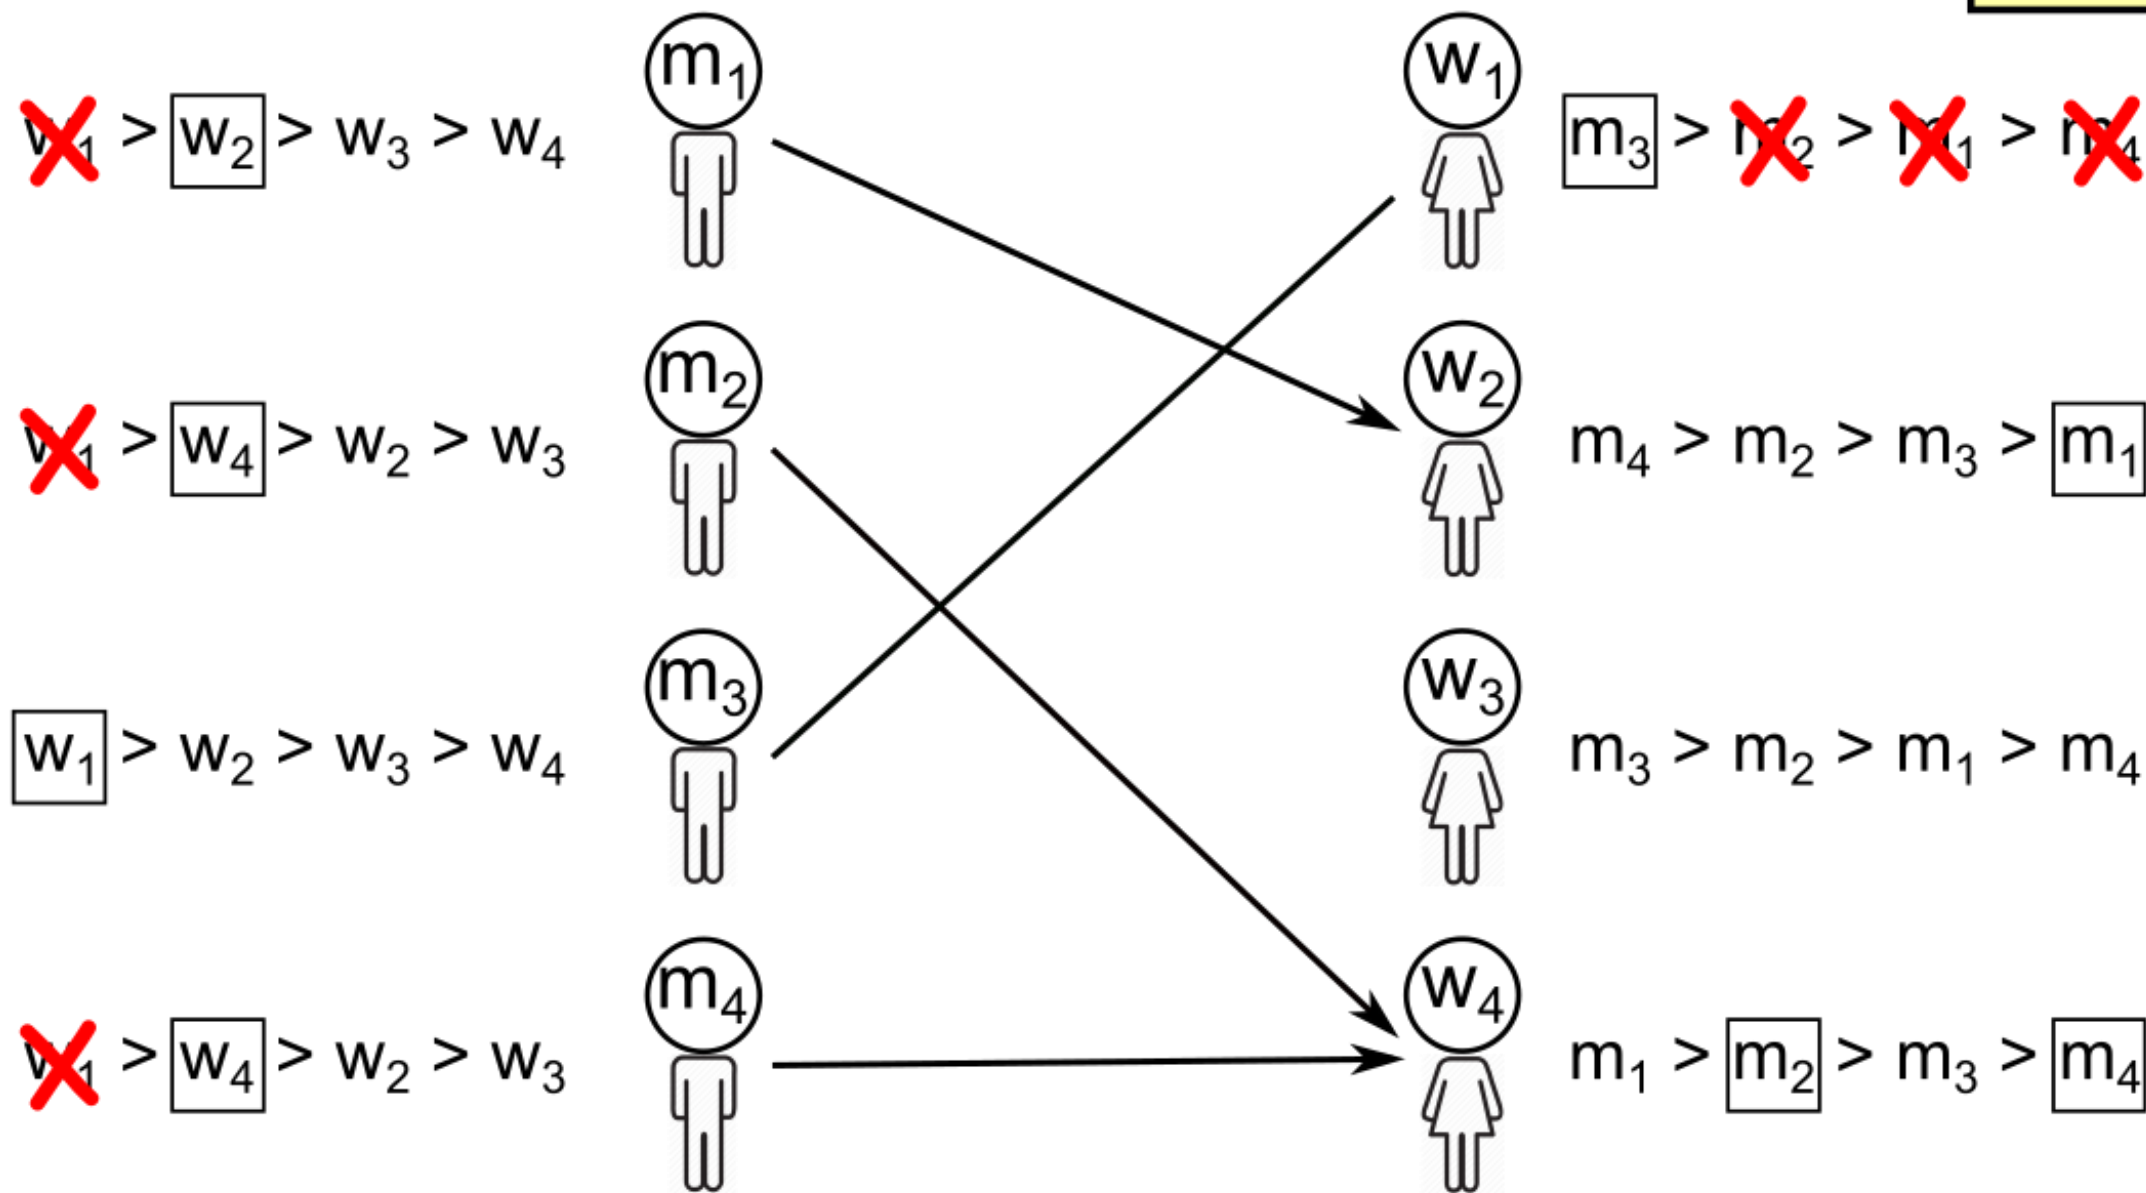 m₁ w₁
w₁ > w₂ > w₃ > w₄ m₃ > m₂ > m₁ > m₄
m₂ w₂
w₁ > w₄ > w₂ > w₃ m₄ > m₂ > m₃ > m₁
m₃ w₃
w₁ > w₂ > w₃ > w₄ m₃ > m₂ > m₁ > m₄
m₄ w₄
w₁ > w₄ > w₂ > w₃ m₁ > m₂ > m₃ > m₄